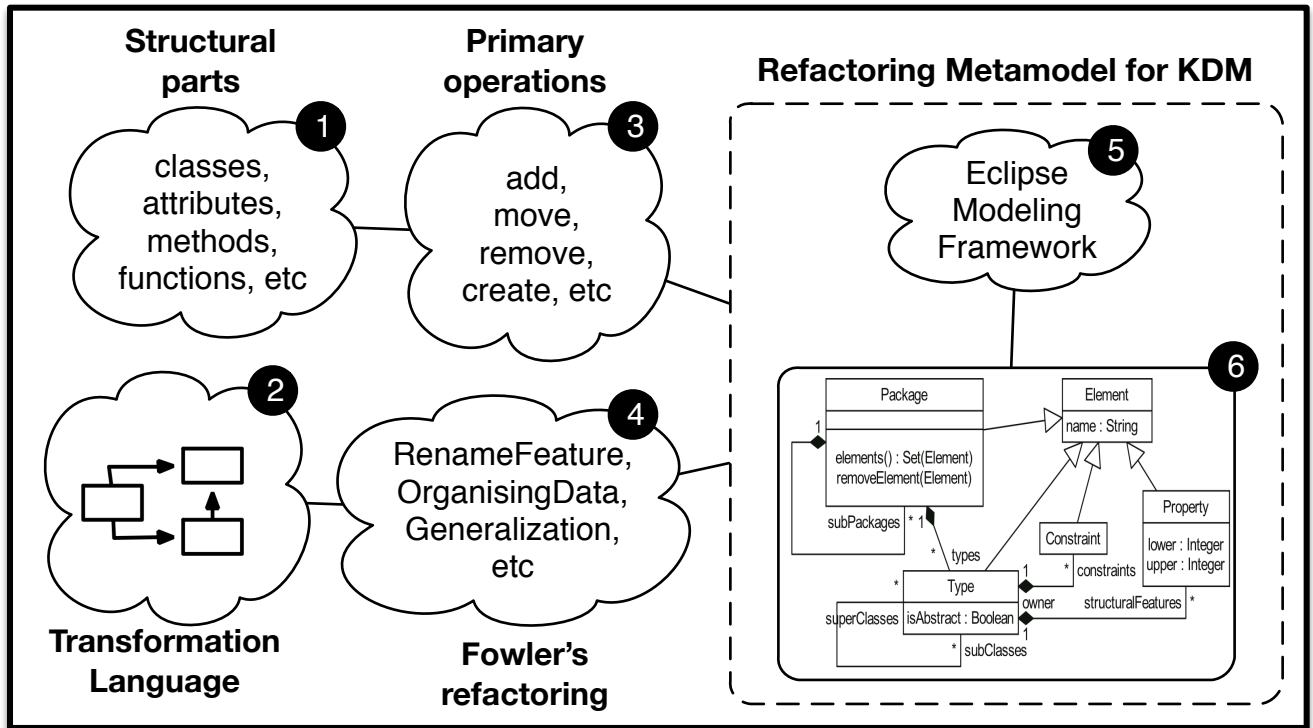 Structural
parts
1
classes,
attributes,
methods,
functions, etc
Primary
operations
3
add,
move,
remove,
create, etc
2
Transformation
Language
4
RenameFeature,
OrganisingData,
Generalization,
etc
Fowler's
refactoring
Refactoring Metamodel for KDM
5
Eclipse
Modeling
Framework
6
Package
1
elements() : Set(Element)
removeElement(Element)
subPackages
* 1
* types
Element
name : String
Property
lower : Integer
upper : Integer
Constraint
* constraints
*
Type
1
owner
structuralFeatures *
superClasses
isAbstract : Boolean
1
* subClasses